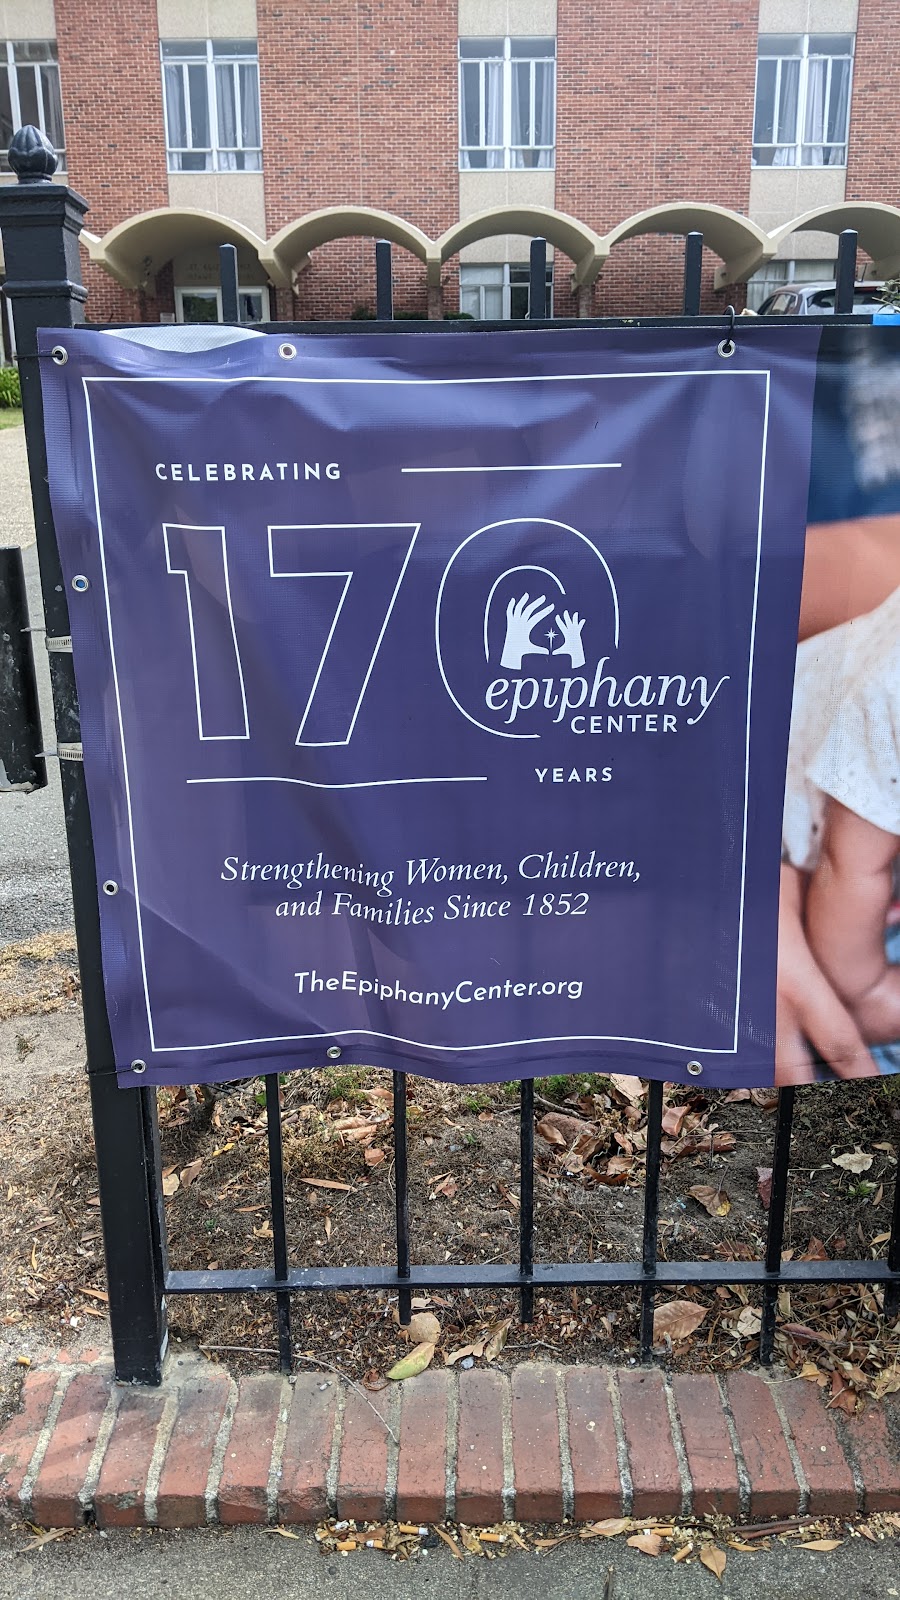 CELEBRATING
170
epiphany
CENTER
YEARS
Strengthening Women, Children,
and Families Since 1852
TheEpiphanyCenter.org